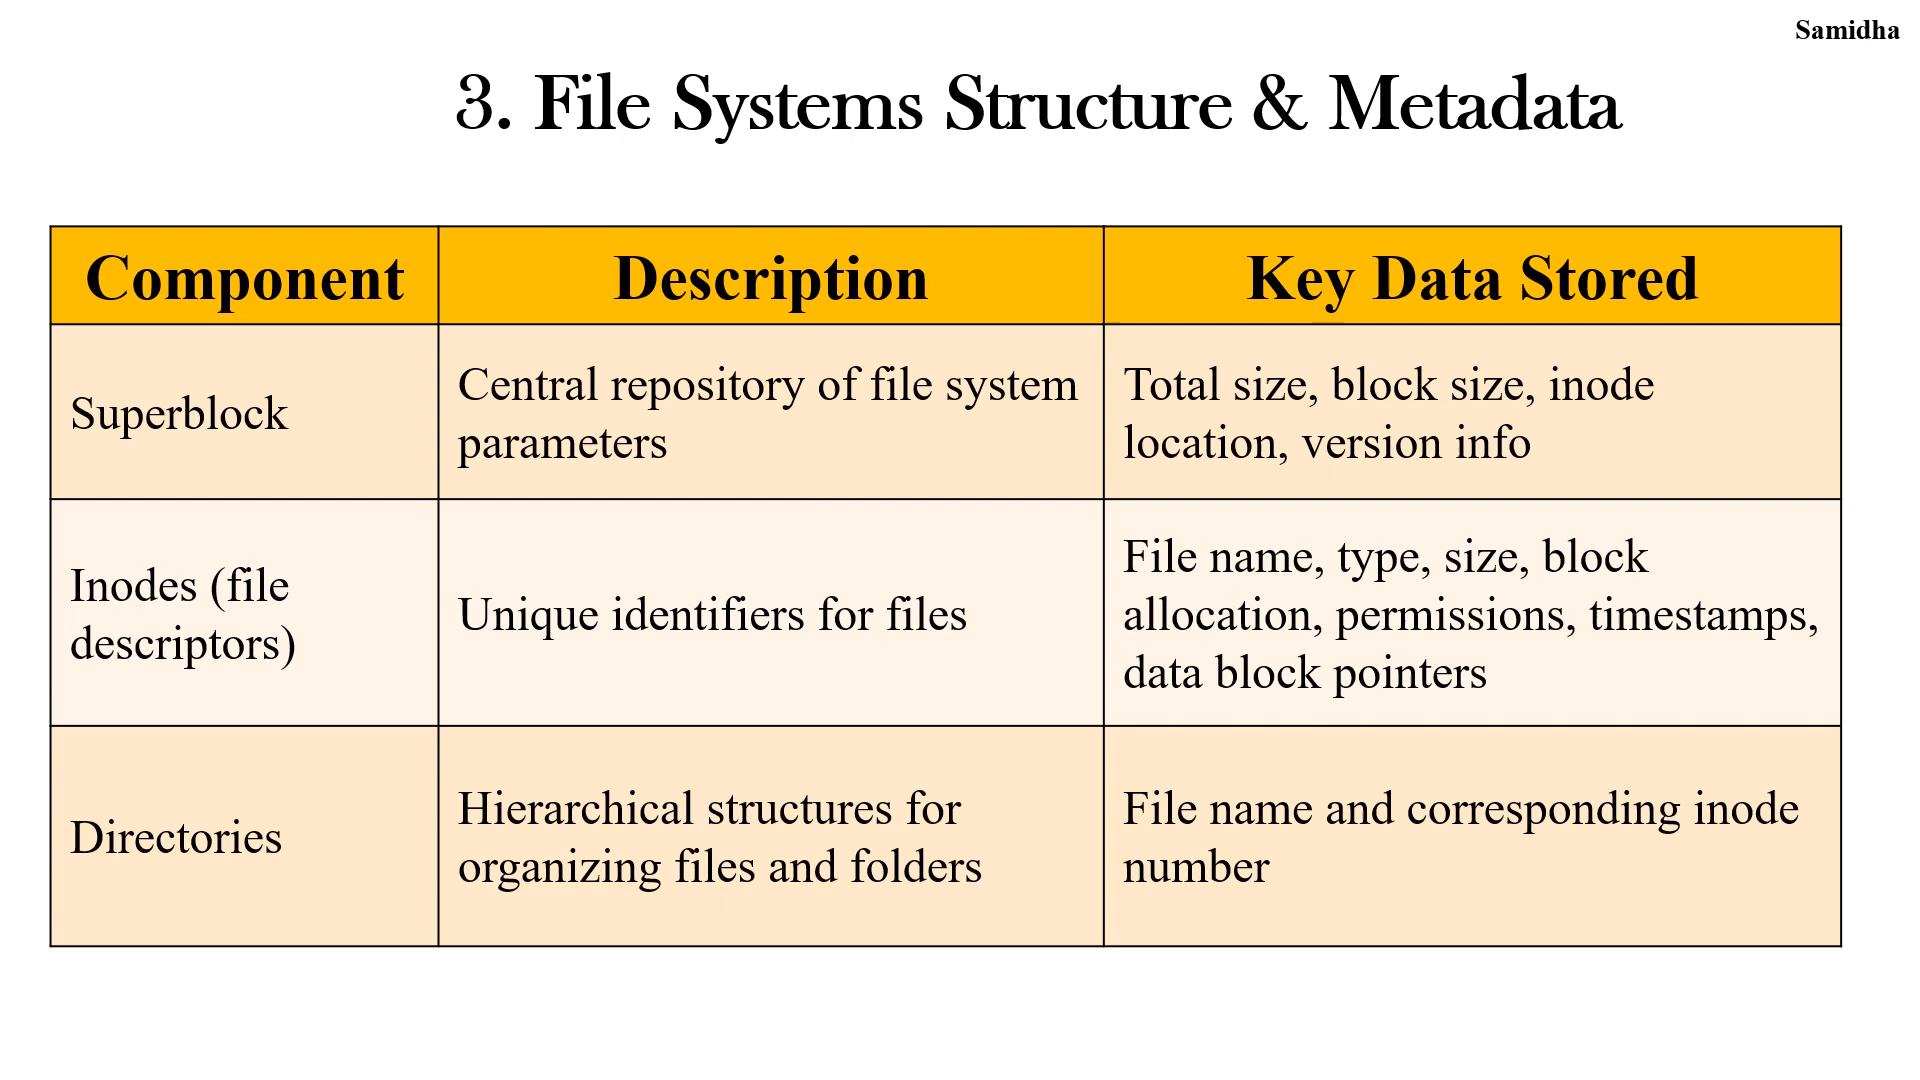 Samidha
3. File Systems Structure & Metadata
Component
Description
Key Data Stored
Superblock
Central repository of file system
parameters
Total size, block size, inode
location, version info
Inodes (file
descriptors)
Unique identifiers for files
File name, type, size, block
allocation, permissions, timestamps,
data block pointers
Directories
Hierarchical structures for
organizing files and folders
File name and corresponding inode
number